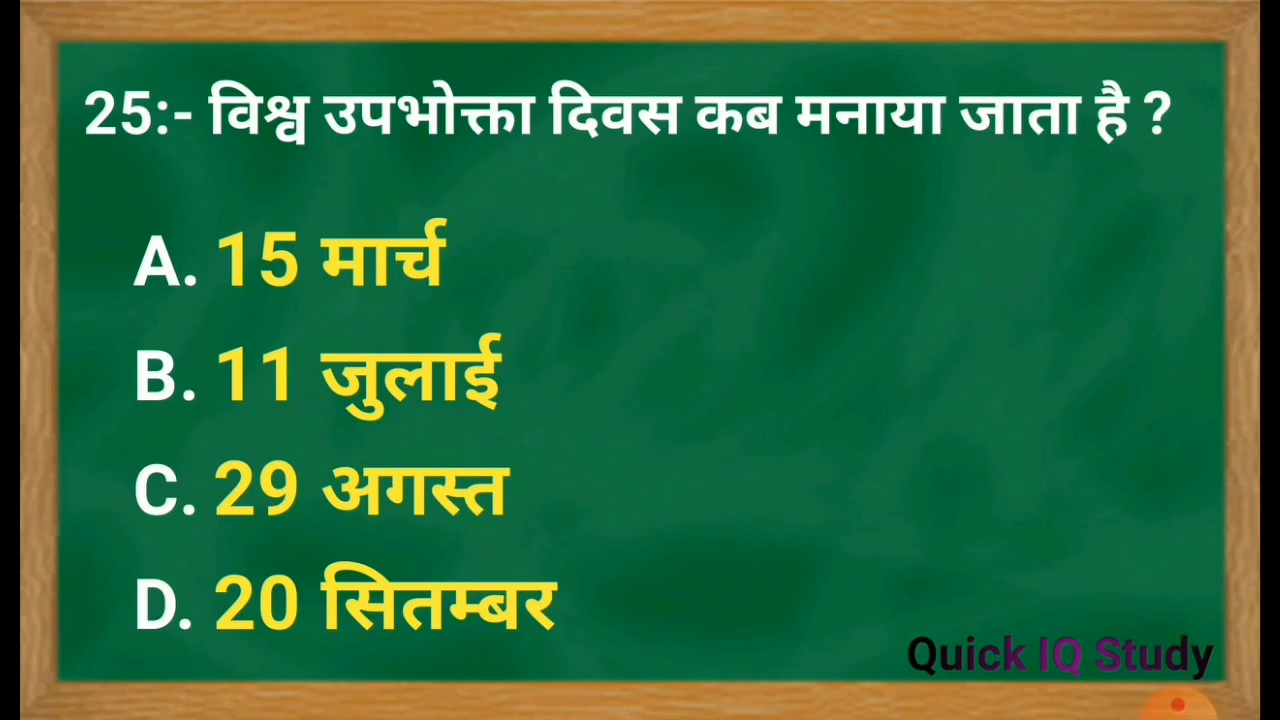 25:- विश्व उपभोक्ता दिवस कब मनाया जाता है ?
A. 15 मार्च
B. 11 जुलाई
C. 29 अगस्त
D. 20 सितम्बर
Quick IQ Study